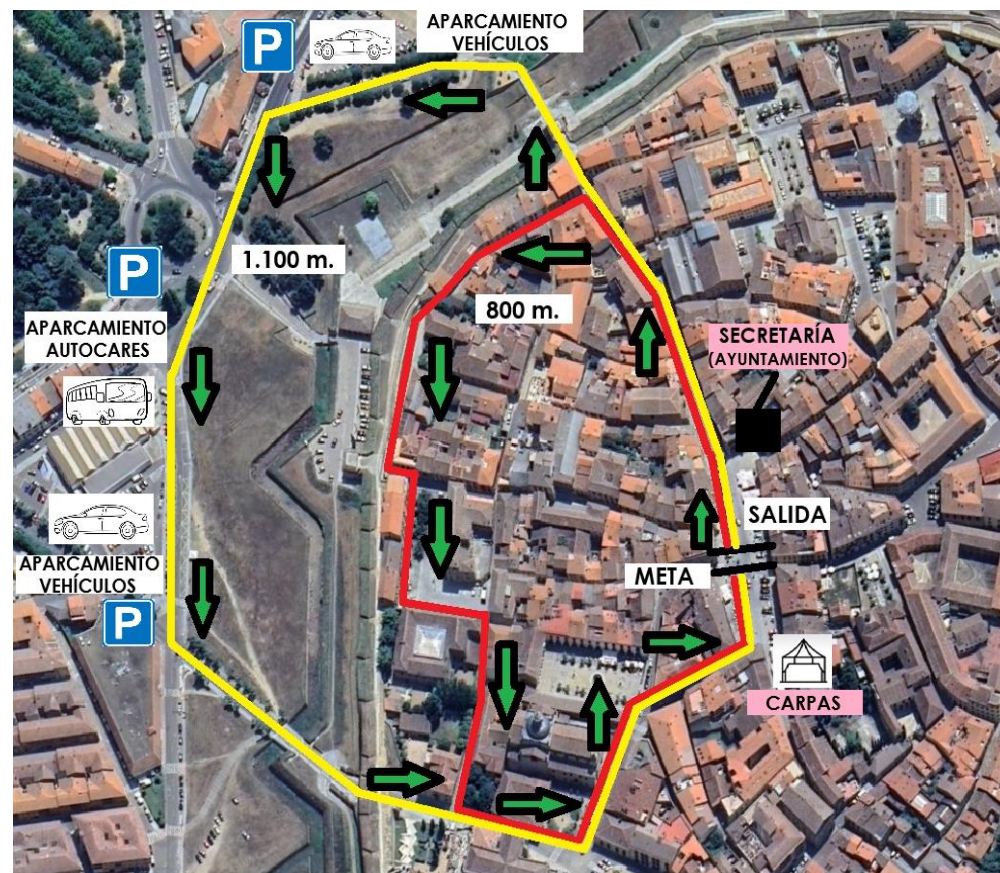 P
APARCAMIENTO
VEHÍCULOS
1.100 m.
P
800 m.
APARCAMIENTO
AUTOCARES
SECRETARÍA
(AYUNTAMIENTO)
SALIDA
META
APARCAMIENTO
VEHÍCULOS
P
CARPAS